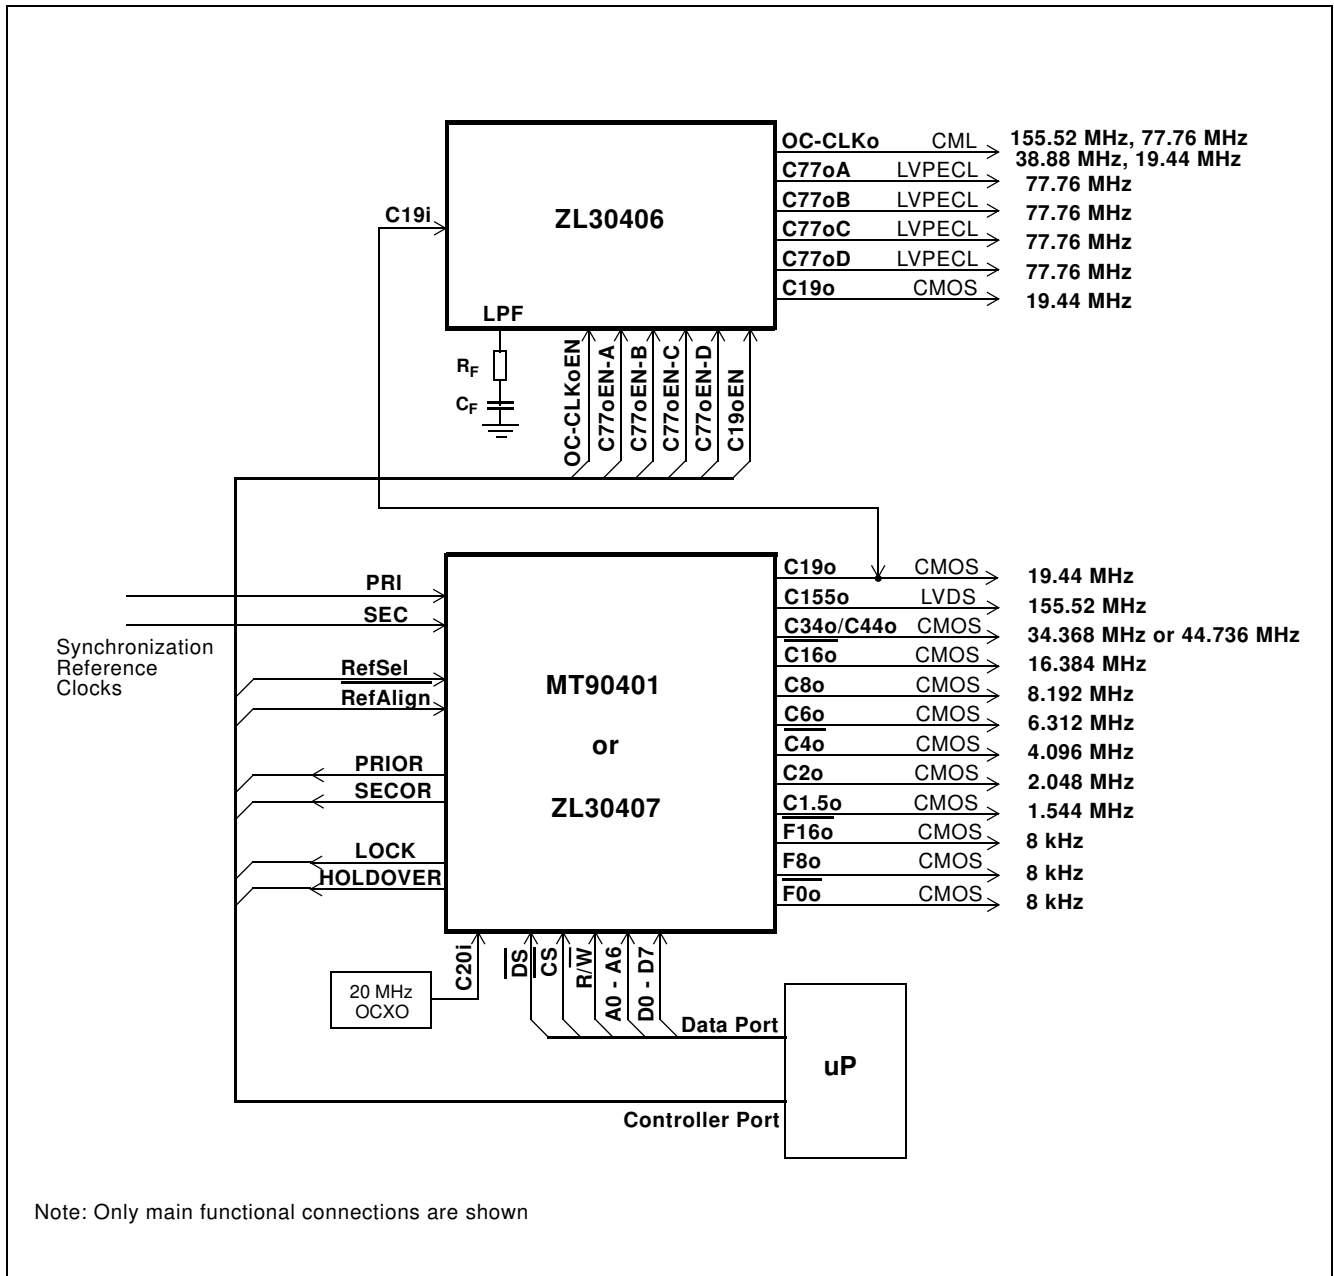 OC-CLKo CML 155.52 MHz, 77.76 MHz
38.88 MHz, 19.44 MHz
C77oA LVPECL 77.76 MHz
C77oB LVPECL 77.76 MHz
C77oC LVPECL 77.76 MHz
C77oD LVPECL 77.76 MHz
C19o CMOS 19.44 MHz
C19i
ZL30406
LPF
RF
CF
OC-CLKoEN
C77oEN-A
C77oEN-B
C77oEN-C
C77oEN-D
C19oEN
PRI
SEC
Synchronization
Reference
Clocks
RefSel
RefAlign
PRIOR
SECOR
LOCK
HOLDOVER
MT90401
or
ZL30407
C19o CMOS 19.44 MHz
C155o LVDS 155.52 MHz
C34o/C44o CMOS 34.368 MHz or 44.736 MHz
C16o CMOS 16.384 MHz
C8o CMOS 8.192 MHz
C6o CMOS 6.312 MHz
C4o CMOS 4.096 MHz
C2o CMOS 2.048 MHz
C1.5o CMOS 1.544 MHz
F16o CMOS 8 kHz
F8o CMOS 8 kHz
F0o CMOS 8 kHz
20 MHz
OCXO
C20i
DS
CS
R/W
A0 - A6
D0 - D7
Data Port
uP
Controller Port
Note: Only main functional connections are shown